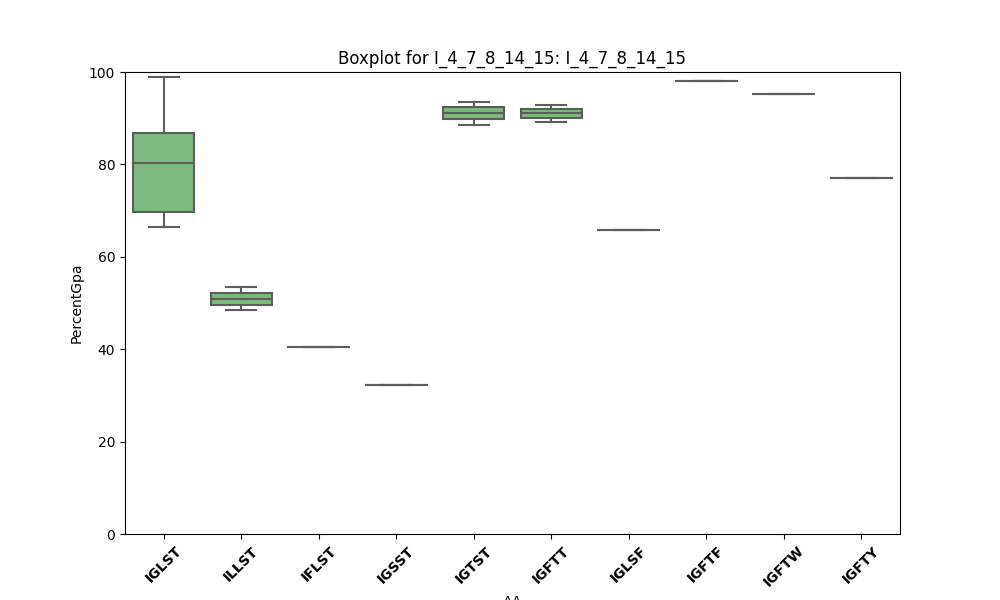 Boxplot for I_4_7_8_14_15: I_4_7_8_14_15
100
80
60
40
20
0
PercentGpa
IGLST ILLST IFLST IGSST IGTST IGFTT IGLSF IGFTF IGFTW IGFTY
AA